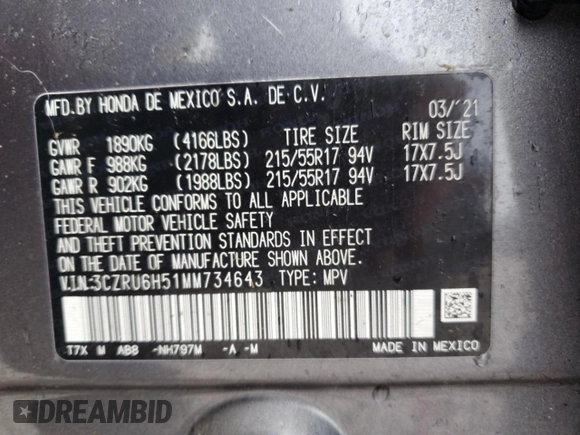 MFD.BY HONDA DE MEXICO S.A. DE C.V.
03/'21
GVWR 1890KG (4166LBS) TIRE SIZE RIM SIZE
GAWR F 988KG (2178LBS) 215/55R17 94V 17X7.5J
GAWR R 902KG (1988LBS) 215/55R17 94V 17X7.5J
THIS VEHICLE CONFORMS TO ALL APPLICABLE
FEDERAL MOTOR VEHICLE SAFETY
AND THEFT PREVENTION STANDARDS IN EFFECT
ON THE DATE OF MANUFACTURE SHOWN ABOVE.
V.I.N:3CZRU6H51MM734643 TYPE: MPV
T7X M AB8 -NH797M -A -M
MADE IN MEXICO
DREAMBID